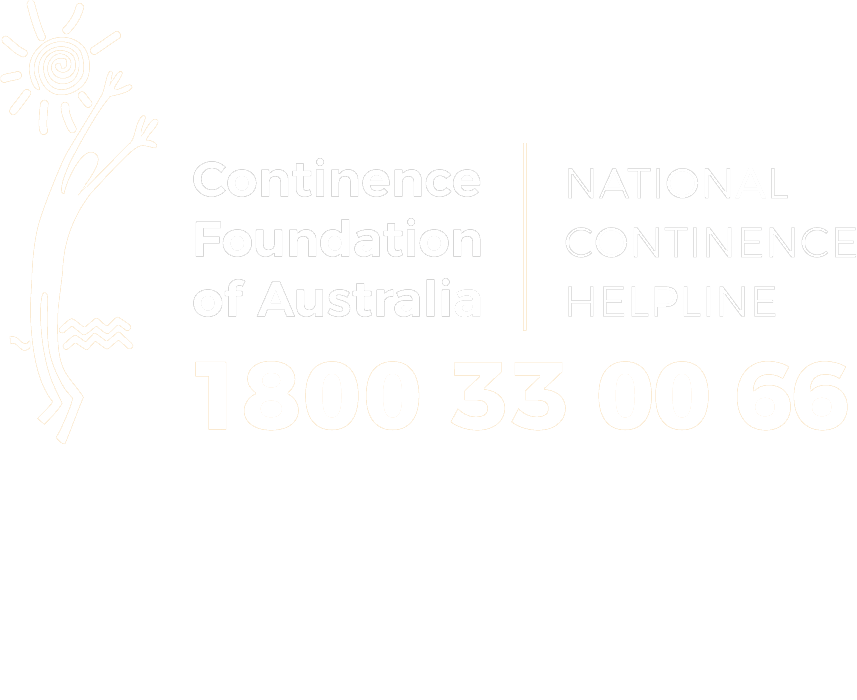 Continence
Foundation
of Australia
NATIONAL
CONTINENCE
HELPLINE
1800 33 00 66